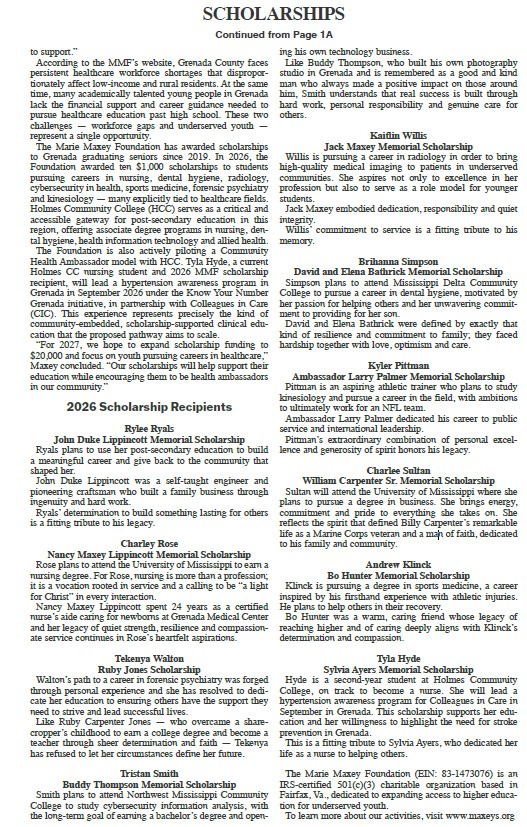 SCHOLARSHIPS
Continued from Page 1A
to support."
According to the MMF's website, Grenada County faces
persistent healthcare workforce shortages that dispropor-
tionately affect low-income and rural residents. At the same
time, many academically talented young people in Grenada
lack the financial support and career guidance needed to
pursue healthcare education past high school. These two
challenges — workforce gaps and underserved youth —
represent a single opportunity.
The Marie Maxey Foundation has awarded scholarships
to Grenada graduating seniors since 2019. In 2026, the
Foundation awarded ten $1,000 scholarships to students
pursuing careers in nursing, dental hygiene, radiology,
cybersecurity in health, sports medicine, forensic psychiatry
and kinesiology — many explicitly tied to healthcare fields.
Holmes Community College (HCC) serves as a critical and
accessible gateway for post-secondary education in this
region, offering associate degree programs in nursing, den-
tal hygiene, health information technology and allied health.
The Foundation is also actively piloting a Community
Health Ambassador model with HCC. Tyla Hyde, a current
Holmes CC nursing student and 2026 MMF scholarship
recipient, will lead a hypertension awareness program in
Grenada in September 2026 under the Know Your Number
Grenada initiative, in partnership with Colleagues in Care
(CIC). This experience represents precisely the kind of
community-embedded, scholarship-supported clinical edu-
cation that the proposed pathway aims to scale.
"For 2027, we hope to expand scholarship funding to
$20,000 and focus on youth pursuing careers in healthcare,"
Maxey concluded. "Our scholarships will help support their
education while encouraging them to be health ambassadors
in our community."
2026 Scholarship Recipients
Rylee Ryals
John Duke Lippincott Memorial Scholarship
Ryals plans to use her post-secondary education to build
a meaningful career and give back to the community that
shaped her.
John Duke Lippincott was a self-taught engineer and
pioneering craftsman who built a family business through
ingenuity and hard work.
Ryals' determination to build something lasting for others
is a fitting tribute to his legacy.
Charley Rose
Nancy Maxey Lippincott Memorial Scholarship
Rose plans to attend the University of Mississippi to earn a
nursing degree. For Rose, nursing is more than a profession;
it is a vocation rooted in service and a calling to be "a light
for Christ" in every interaction.
Nancy Maxey Lippincott spent 24 years as a certified
nurse's aide caring for newborns at Grenada Medical Center
and her legacy of quiet strength, resilience and compassion-
ate service continues in Rose's heartfelt aspirations.
Tekenya Walton
Ruby Jones Scholarship
Walton's path to a career in forensic psychiatry was forged
through personal experience and she has resolved to dedi-
cate her education to ensuring others have the support they
need to strive and lead successful lives.
Like Ruby Carpenter Jones — who overcame a share-
cropper's childhood to earn a college degree and become a
teacher through sheer determination and faith — Tekenya
has refused to let her circumstances define her future.
Tristan Smith
Buddy Thompson Memorial Scholarship
Smith plans to attend Northwest Mississippi Community
College to study cybersecurity information analysis, with
the long-term goal of earning a bachelor's degree and open-
ing his own technology business.
Like Buddy Thompson, who built his own photography
studio in Grenada and is remembered as a good and kind
man who always made a positive impact on those around
him, Smith understands that real success is built through
hard work, personal responsibility and genuine care for
others.
Kaiflin Willis
Jack Maxey Memorial Scholarship
Willis is pursuing a career in radiology in order to bring
high-quality medical imaging to patients in underserved
communities. She aspires not only to excellence in her
profession but also to serve as a role model for younger
students.
Jack Maxey embodied dedication, responsibility and quiet
integrity.
Willis' commitment to service is a fitting tribute to his
memory.
Brihanna Simpson
David and Elena Bathrick Memorial Scholarship
Simpson plans to attend Mississippi Delta Community
College to pursue a career in dental hygiene, motivated by
her passion for helping others and her unwavering commit-
ment to providing for her son.
David and Elena Bathrick were defined by exactly that
kind of resilience and commitment to family; they faced
hardship together with love, optimism and care.
Kyler Pittman
Ambassador Larry Palmer Memorial Scholarship
Pittman is an aspiring athletic trainer who plans to study
kinesiology and pursue a career in the field, with ambitions
to ultimately work for an NFL team.
Ambassador Larry Palmer dedicated his career to public
service and international leadership.
Pittman's extraordinary combination of personal excel-
lence and generosity of spirit honors his legacy.
Charlee Sultan
William Carpenter Sr. Memorial Scholarship
Sultan will attend the University of Mississippi where she
plans to pursue a degree in business. She brings energy,
commitment and pride to everything she takes on. She
reflects the spirit that defined Billy Carpenter's remarkable
life as a Marine Corps veteran and a man of faith, dedicated
to his family and community.
Andrew Klinck
Bo Hunter Memorial Scholarship
Klinck is pursuing a degree in sports medicine, a career
inspired by his firsthand experience with athletic injuries.
He plans to help others in their recovery.
Bo Hunter was a warm, caring friend whose legacy of
reaching higher and of caring deeply aligns with Klinck's
determination and compassion.
Tyla Hyde
Sylvia Ayers Memorial Scholarship
Hyde is a second-year student at Holmes Community
College, on track to become a nurse. She will lead a
hypertension awareness program for Colleagues in Care in
September in Grenada. This scholarship supports her edu-
cation and her willingness to highlight the need for stroke
prevention in Grenada.
This is a fitting tribute to Sylvia Ayers, who dedicated her
life as a nurse to helping others.
The Marie Maxey Foundation (EIN: 83-1473076) is an
IRS-certified 501(c)(3) charitable organization based in
Fairfax, Va., dedicated to expanding access to higher educa-
tion for underserved youth.
To learn more about our activities, visit www.maxeys.org